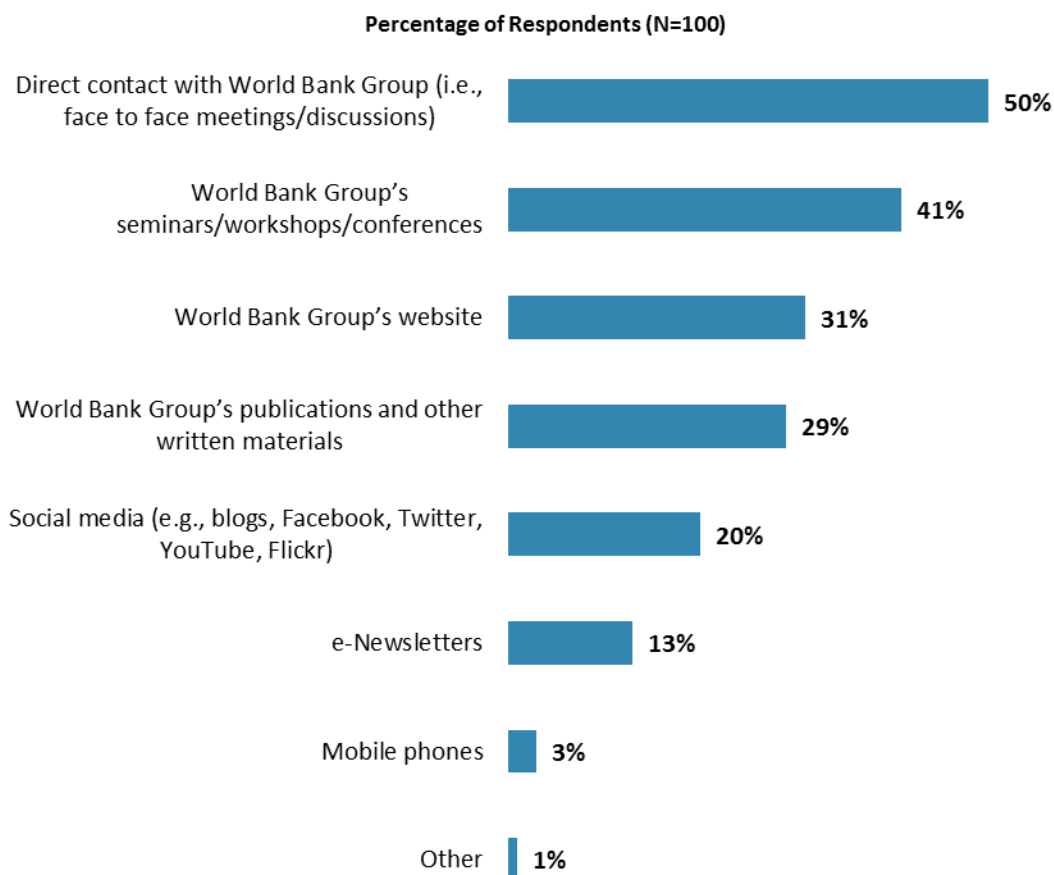 Percentage of Respondents (N=100)
Direct contact with World Bank Group (i.e.,
face to face meetings/discussions)
50%
World Bank Group’s
seminars/workshops/conferences
41%
World Bank Group’s website
31%
World Bank Group’s publications and other
written materials
29%
Social media (e.g., blogs, Facebook, Twitter,
YouTube, Flickr)
20%
e-Newsletters
13%
Mobile phones
3%
Other
1%